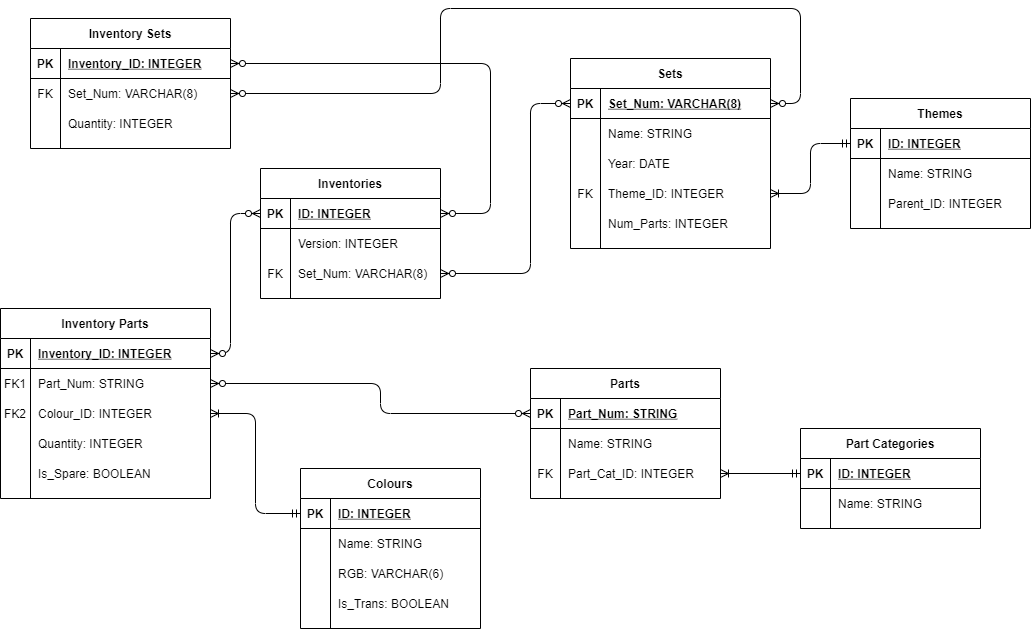 Inventory Sets
PK Inventory_ID: INTEGER
FK Set_Num: VARCHAR(8)
Quantity: INTEGER
Sets
PK Set_Num: VARCHAR(8)
Name: STRING
Year: DATE
FK Theme_ID: INTEGER
Num_Parts: INTEGER
Themes
PK ID: INTEGER
Name: STRING
Parent_ID: INTEGER
Inventories
PK ID: INTEGER
Version: INTEGER
FK Set_Num: VARCHAR(8)
Inventory Parts
PK Inventory_ID: INTEGER
FK1 Part_Num: STRING
FK2 Colour_ID: INTEGER
Quantity: INTEGER
Is_Spare: BOOLEAN
Parts
PK Part_Num: STRING
Name: STRING
FK Part_Cat_ID: INTEGER
Part Categories
PK ID: INTEGER
Name: STRING
Colours
PK ID: INTEGER
Name: STRING
RGB: VARCHAR(6)
Is_Trans: BOOLEAN